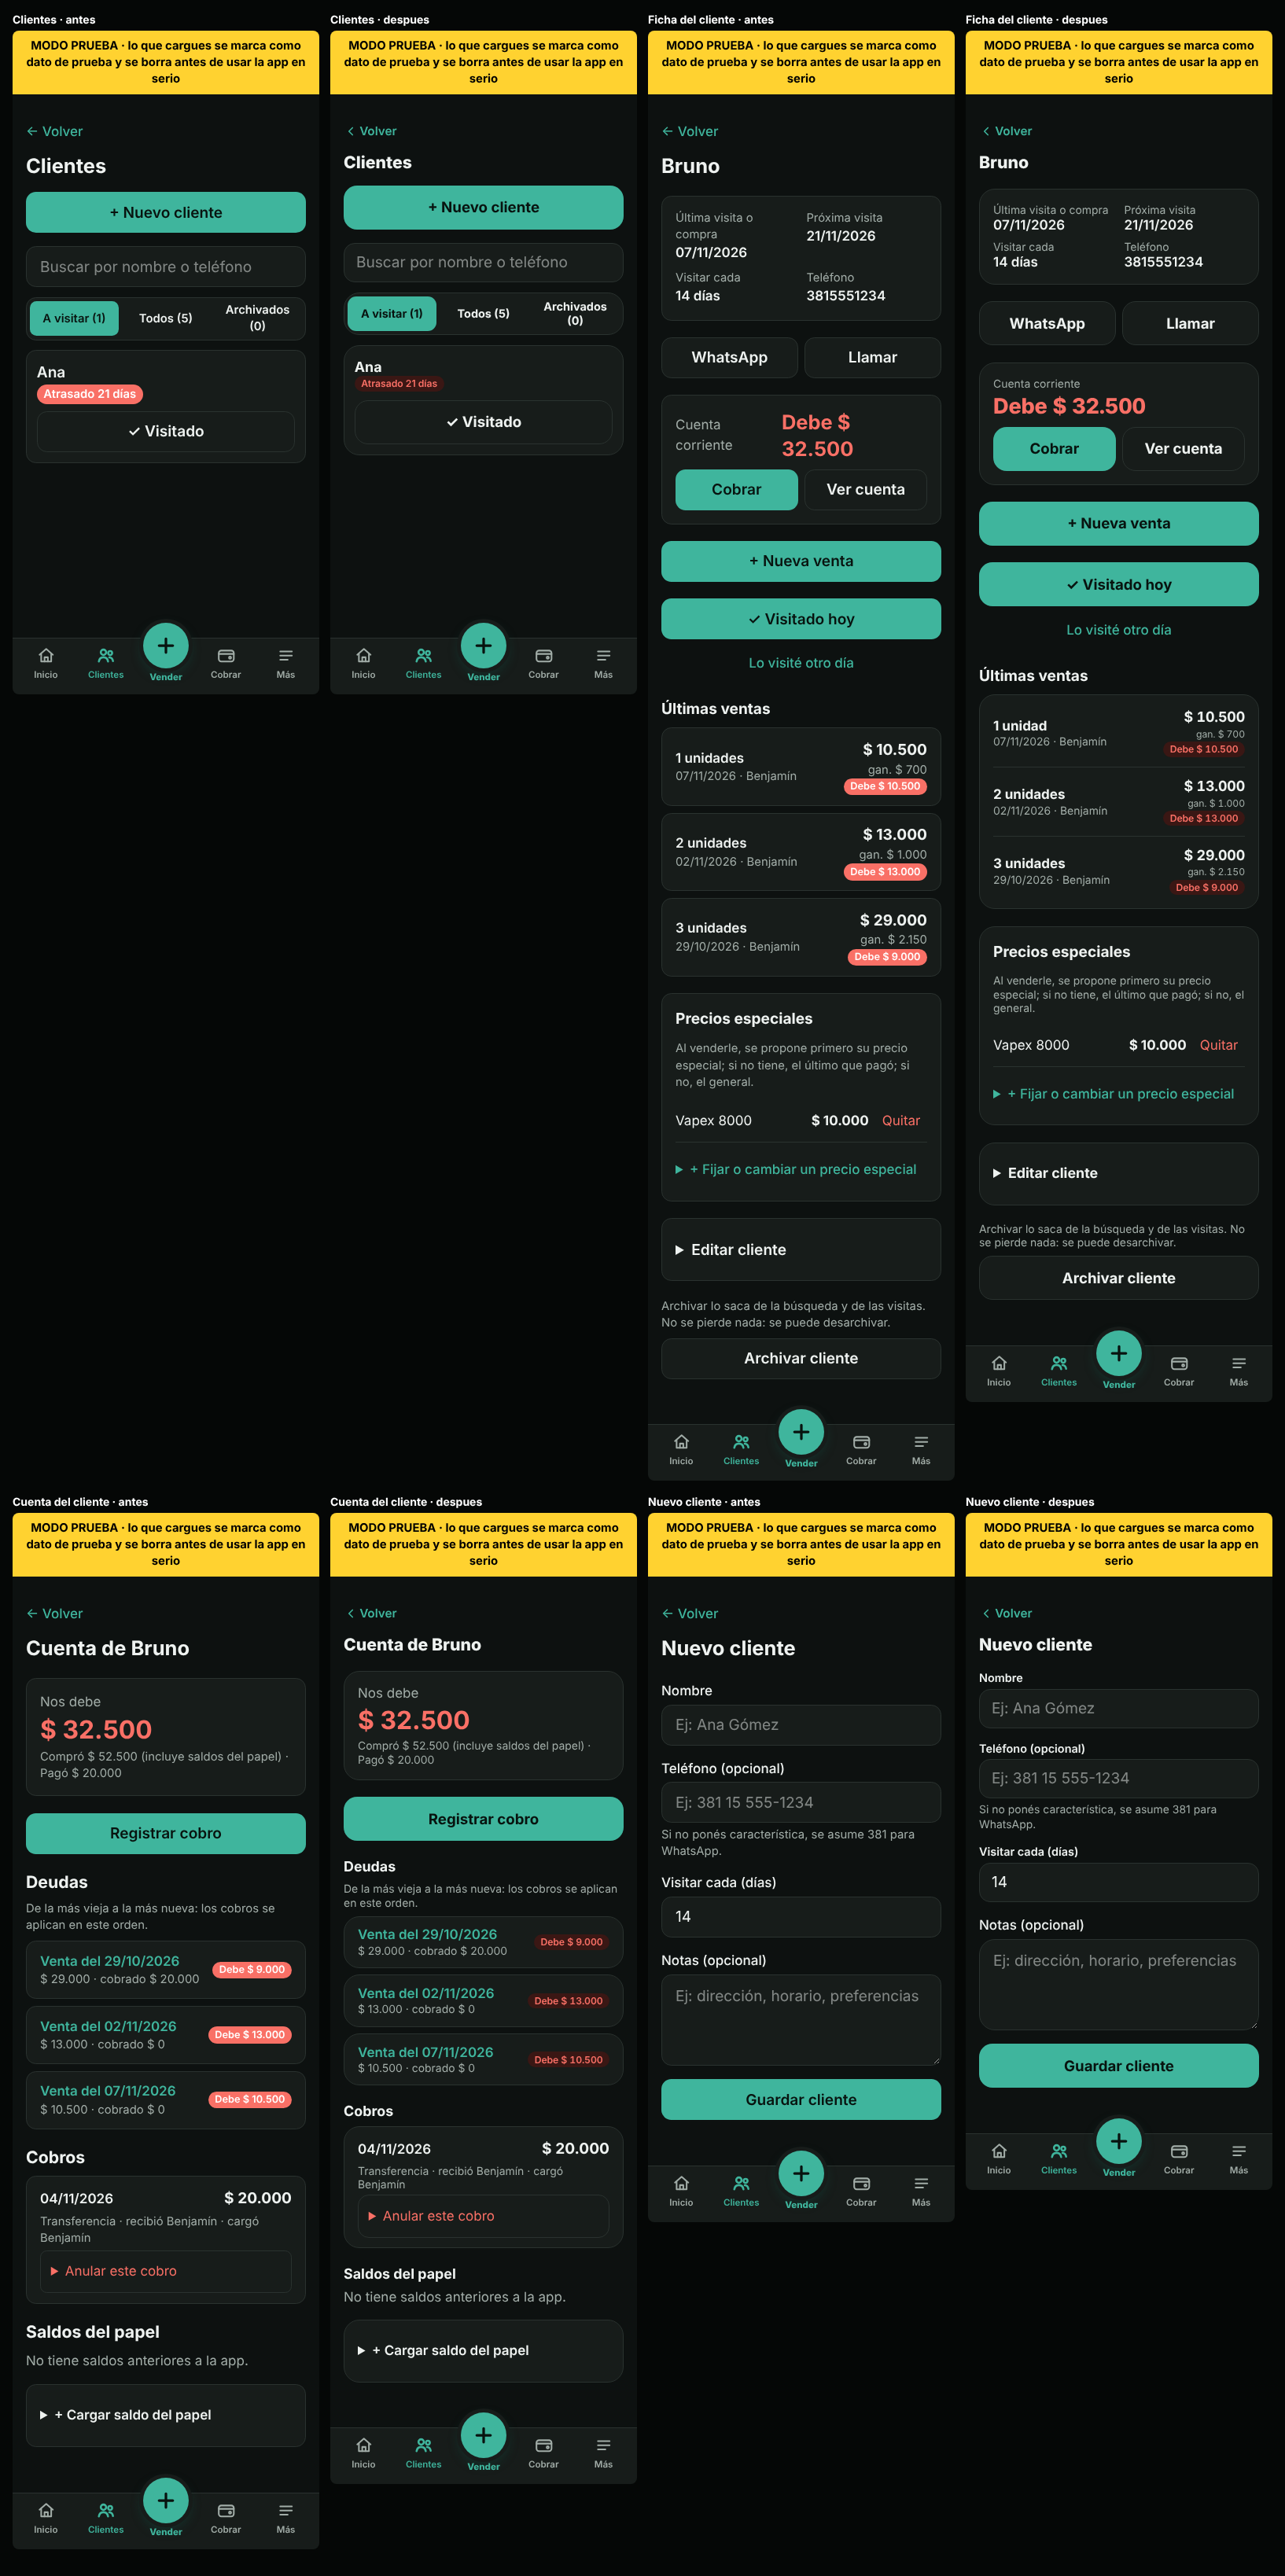 Clientes · antes
MODO PRUEBA · lo que cargues se marca como
dato de prueba y se borra antes de usar la app en
serio
← Volver
Clientes
+ Nuevo cliente
Buscar por nombre o teléfono
A visitar (1)
Todos (5)
Archivados
(0)
Ana
Atrasado 21 días
✓ Visitado
Inicio
Clientes
Vender
Cobrar
Más
Clientes · despues
MODO PRUEBA · lo que cargues se marca como
dato de prueba y se borra antes de usar la app en
serio
‹ Volver
Clientes
+ Nuevo cliente
Buscar por nombre o teléfono
A visitar (1)
Todos (5)
Archivados
(0)
Ana
Atrasado 21 días
✓ Visitado
Inicio
Clientes
Vender
Cobrar
Más
Ficha del cliente · antes
MODO PRUEBA · lo que cargues se marca como
dato de prueba y se borra antes de usar la app en
serio
← Volver
Bruno
Última visita o
compra
07/11/2026
Próxima visita
21/11/2026
Visitar cada
14 días
Teléfono
3815551234
WhatsApp
Llamar
Cuenta
corriente
Debe $
32.500
Cobrar
Ver cuenta
+ Nueva venta
✓ Visitado hoy
Lo visité otro día
Últimas ventas
1 unidades
07/11/2026 · Benjamín
$ 10.500
gan. $ 700
Debe $ 10.500
2 unidades
02/11/2026 · Benjamín
$ 13.000
gan. $ 1.000
Debe $ 13.000
3 unidades
29/10/2026 · Benjamín
$ 29.000
gan. $ 2.150
Debe $ 9.000
Precios especiales
Al venderle, se propone primero su precio
especial; si no tiene, el último que pagó; si
no, el general.
Vapex 8000
$ 10.000
Quitar
▶ + Fijar o cambiar un precio especial
▶ Editar cliente
Archivar lo saca de la búsqueda y de las visitas.
No se pierde nada: se puede desarchivar.
Archivar cliente
Inicio
Clientes
Vender
Cobrar
Más
Ficha del cliente · despues
MODO PRUEBA · lo que cargues se marca como
dato de prueba y se borra antes de usar la app en
serio
‹ Volver
Bruno
Última visita o compra
07/11/2026
Próxima visita
21/11/2026
Visitar cada
14 días
Teléfono
3815551234
WhatsApp
Llamar
Cuenta corriente
Debe $ 32.500
Cobrar
Ver cuenta
+ Nueva venta
✓ Visitado hoy
Lo visité otro día
Últimas ventas
1 unidad
07/11/2026 · Benjamín
$ 10.500
gan. $ 700
Debe $ 10.500
2 unidades
02/11/2026 · Benjamín
$ 13.000
gan. $ 1.000
Debe $ 13.000
3 unidades
29/10/2026 · Benjamín
$ 29.000
gan. $ 2.150
Debe $ 9.000
Precios especiales
Al venderle, se propone primero su precio
especial; si no tiene, el último que pagó; si no, el
general.
Vapex 8000
$ 10.000
Quitar
▶ + Fijar o cambiar un precio especial
▶ Editar cliente
Archivar lo saca de la búsqueda y de las visitas. No
se pierde nada: se puede desarchivar.
Archivar cliente
Inicio
Clientes
Vender
Cobrar
Más
Cuenta del cliente · antes
MODO PRUEBA · lo que cargues se marca como
dato de prueba y se borra antes de usar la app en
serio
← Volver
Cuenta de Bruno
Nos debe
$ 32.500
Compró $ 52.500 (incluye saldos del papel) ·
Pagó $ 20.000
Registrar cobro
Deudas
De la más vieja a la más nueva: los cobros se
aplican en este orden.
Venta del 29/10/2026
$ 29.000 · cobrado $ 20.000
Debe $ 9.000
Venta del 02/11/2026
$ 13.000 · cobrado $ 0
Debe $ 13.000
Venta del 07/11/2026
$ 10.500 · cobrado $ 0
Debe $ 10.500
Cobros
04/11/2026
$ 20.000
Transferencia · recibió Benjamín · cargó
Benjamín
▶ Anular este cobro
Saldos del papel
No tiene saldos anteriores a la app.
▶ + Cargar saldo del papel
Inicio
Clientes
Vender
Cobrar
Más
Cuenta del cliente · despues
MODO PRUEBA · lo que cargues se marca como
dato de prueba y se borra antes de usar la app en
serio
‹ Volver
Cuenta de Bruno
Nos debe
$ 32.500
Compró $ 52.500 (incluye saldos del papel) ·
Pagó $ 20.000
Registrar cobro
Deudas
De la más vieja a la más nueva: los cobros se aplican
en este orden.
Venta del 29/10/2026
$ 29.000 · cobrado $ 20.000
Debe $ 9.000
Venta del 02/11/2026
$ 13.000 · cobrado $ 0
Debe $ 13.000
Venta del 07/11/2026
$ 10.500 · cobrado $ 0
Debe $ 10.500
Cobros
04/11/2026
$ 20.000
Transferencia · recibió Benjamín · cargó
Benjamín
▶ Anular este cobro
Saldos del papel
No tiene saldos anteriores a la app.
▶ + Cargar saldo del papel
Inicio
Clientes
Vender
Cobrar
Más
Nuevo cliente · antes
MODO PRUEBA · lo que cargues se marca como
dato de prueba y se borra antes de usar la app en
serio
← Volver
Nuevo cliente
Nombre
Ej: Ana Gómez
Teléfono (opcional)
Ej: 381 15 555-1234
Si no ponés característica, se asume 381 para
WhatsApp.
Visitar cada (días)
14
Notas (opcional)
Ej: dirección, horario, preferencias
Guardar cliente
Inicio
Clientes
Vender
Cobrar
Más
Nuevo cliente · despues
MODO PRUEBA · lo que cargues se marca como
dato de prueba y se borra antes de usar la app en
serio
‹ Volver
Nuevo cliente
Nombre
Ej: Ana Gómez
Teléfono (opcional)
Ej: 381 15 555-1234
Si no ponés característica, se asume 381 para
WhatsApp.
Visitar cada (días)
14
Notas (opcional)
Ej: dirección, horario, preferencias
Guardar cliente
Inicio
Clientes
Vender
Cobrar
Más